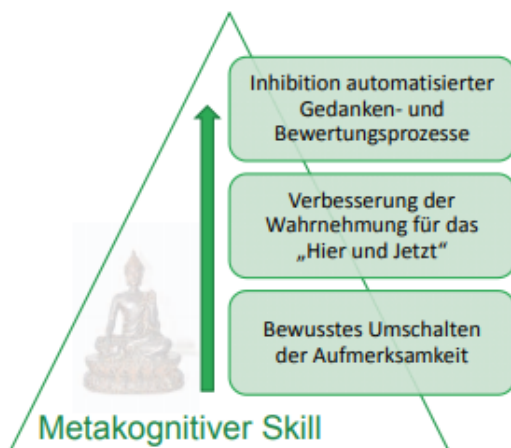 Inhibition automatisierter
Gedanken- und
Bewertungsprozesse
Verbesserung der
Wahrnehmung für das
„Hier und Jetzt“
Bewusstes Umschalten
der Aufmerksamkeit
Metakognitiver Skill